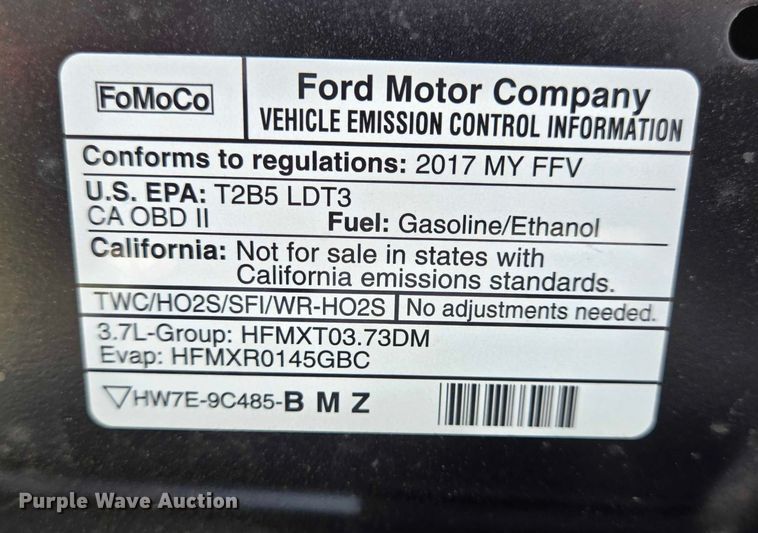 FoMoCo
Ford Motor Company
VEHICLE EMISSION CONTROL INFORMATION
Conforms to regulations: 2017 MY FFV
U.S. EPA: T2B5 LDT3
CA OBD II Fuel: Gasoline/Ethanol
California: Not for sale in states with
California emissions standards.
TWC/HO2S/SFI/WR-HO2S No adjustments needed.
3.7L-Group: HFMXT03.73DM
Evap: HFMXR0145GBC
HW7E-9C485-B M Z
Purple Wave Auction